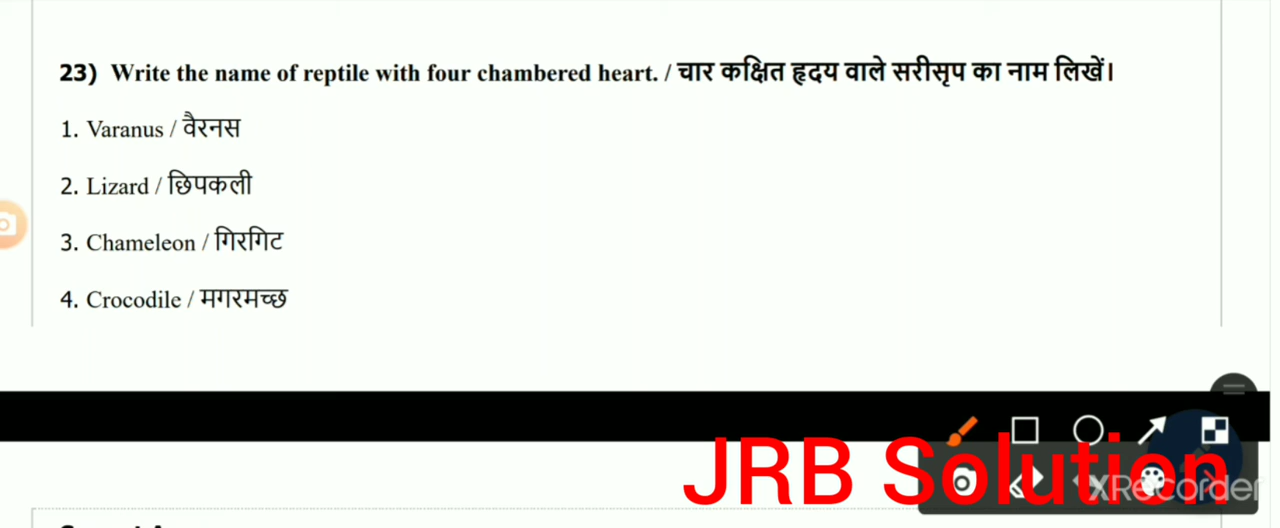 23) Write the name of reptile with four chambered heart. / चार कक्षित हृदय वाले सरीसृप का नाम लिखें।
1. Varanus / वैरनस
2. Lizard / छिपकली
3. Chameleon / गिरगिट
4. Crocodile / मगरमच्छ
JRB Solution
XRecorder